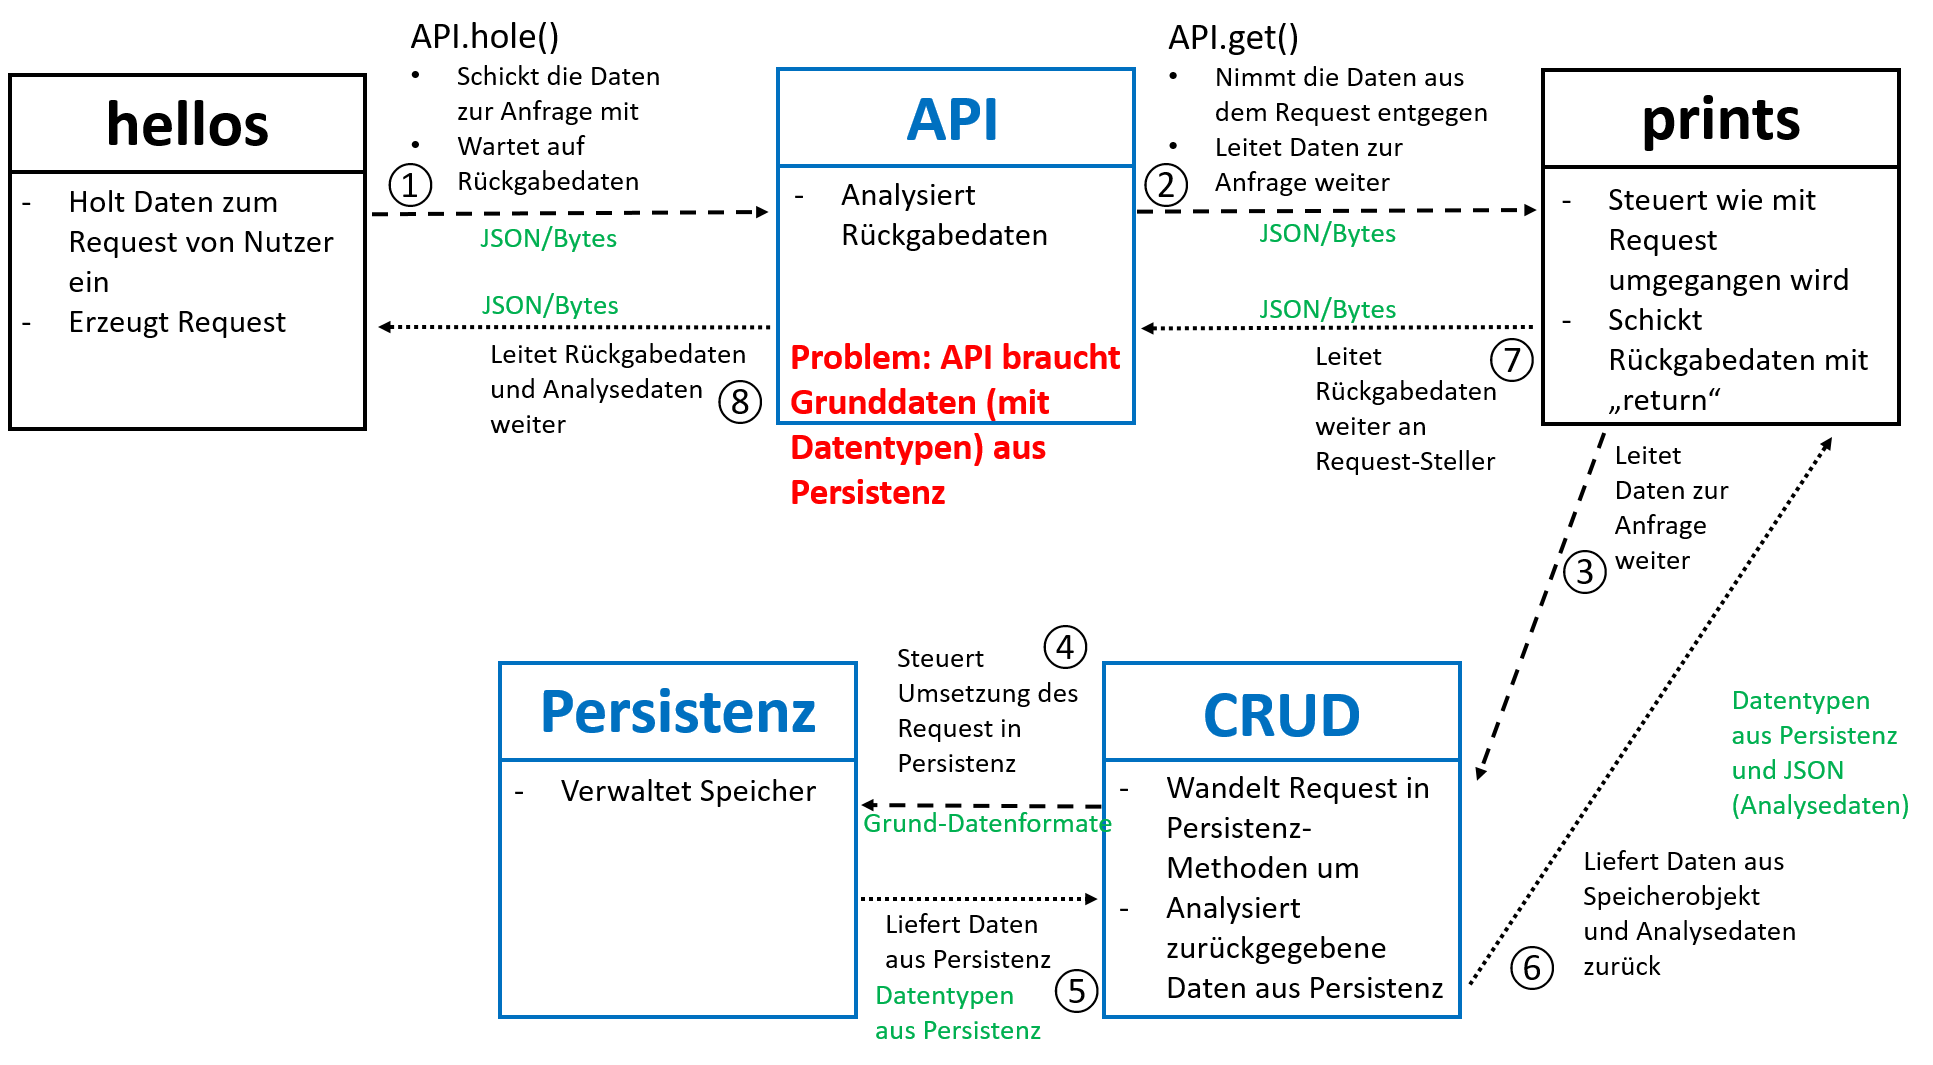 API.hole()
• Schickt die Daten
zur Anfrage mit
• Wartet auf
Rückgabedaten
①
JSON/Bytes
hellos
- Holt Daten zum
Request von Nutzer
ein
- Erzeugt Request
JSON/Bytes
Leitet Rückgabedaten
und Analysedaten
weiter
⑧
API
- Analysiert
Rückgabedaten
Problem: API braucht
Grunddaten (mit
Datentypen) aus
Persistenz
API.get()
• Nimmt die Daten aus
dem Request entgegen
• Leitet Daten zur
Anfrage weiter
②
JSON/Bytes
JSON/Bytes
Leitet
Rückgabedaten
weiter an
Request-Steller
⑦
prints
- Steuert wie mit
Request
umgegangen wird
- Schickt
Rückgabedaten mit
„return“
Leitet
Daten zur
Anfrage
weiter
③
Persistenz
- Verwaltet Speicher
④
Steuert
Umsetzung des
Request in
Persistenz
Grund-Datenformate
Liefert Daten
aus Persistenz
Datentypen
aus Persistenz
⑤
CRUD
- Wandelt Request in
Persistenz-
Methoden um
- Analysiert
zurückgegebene
Daten aus Persistenz
Datentypen
aus Persistenz
und JSON
(Analysedaten)
Liefert Daten aus
Speicherobjekt
und Analysedaten
zurück
⑥